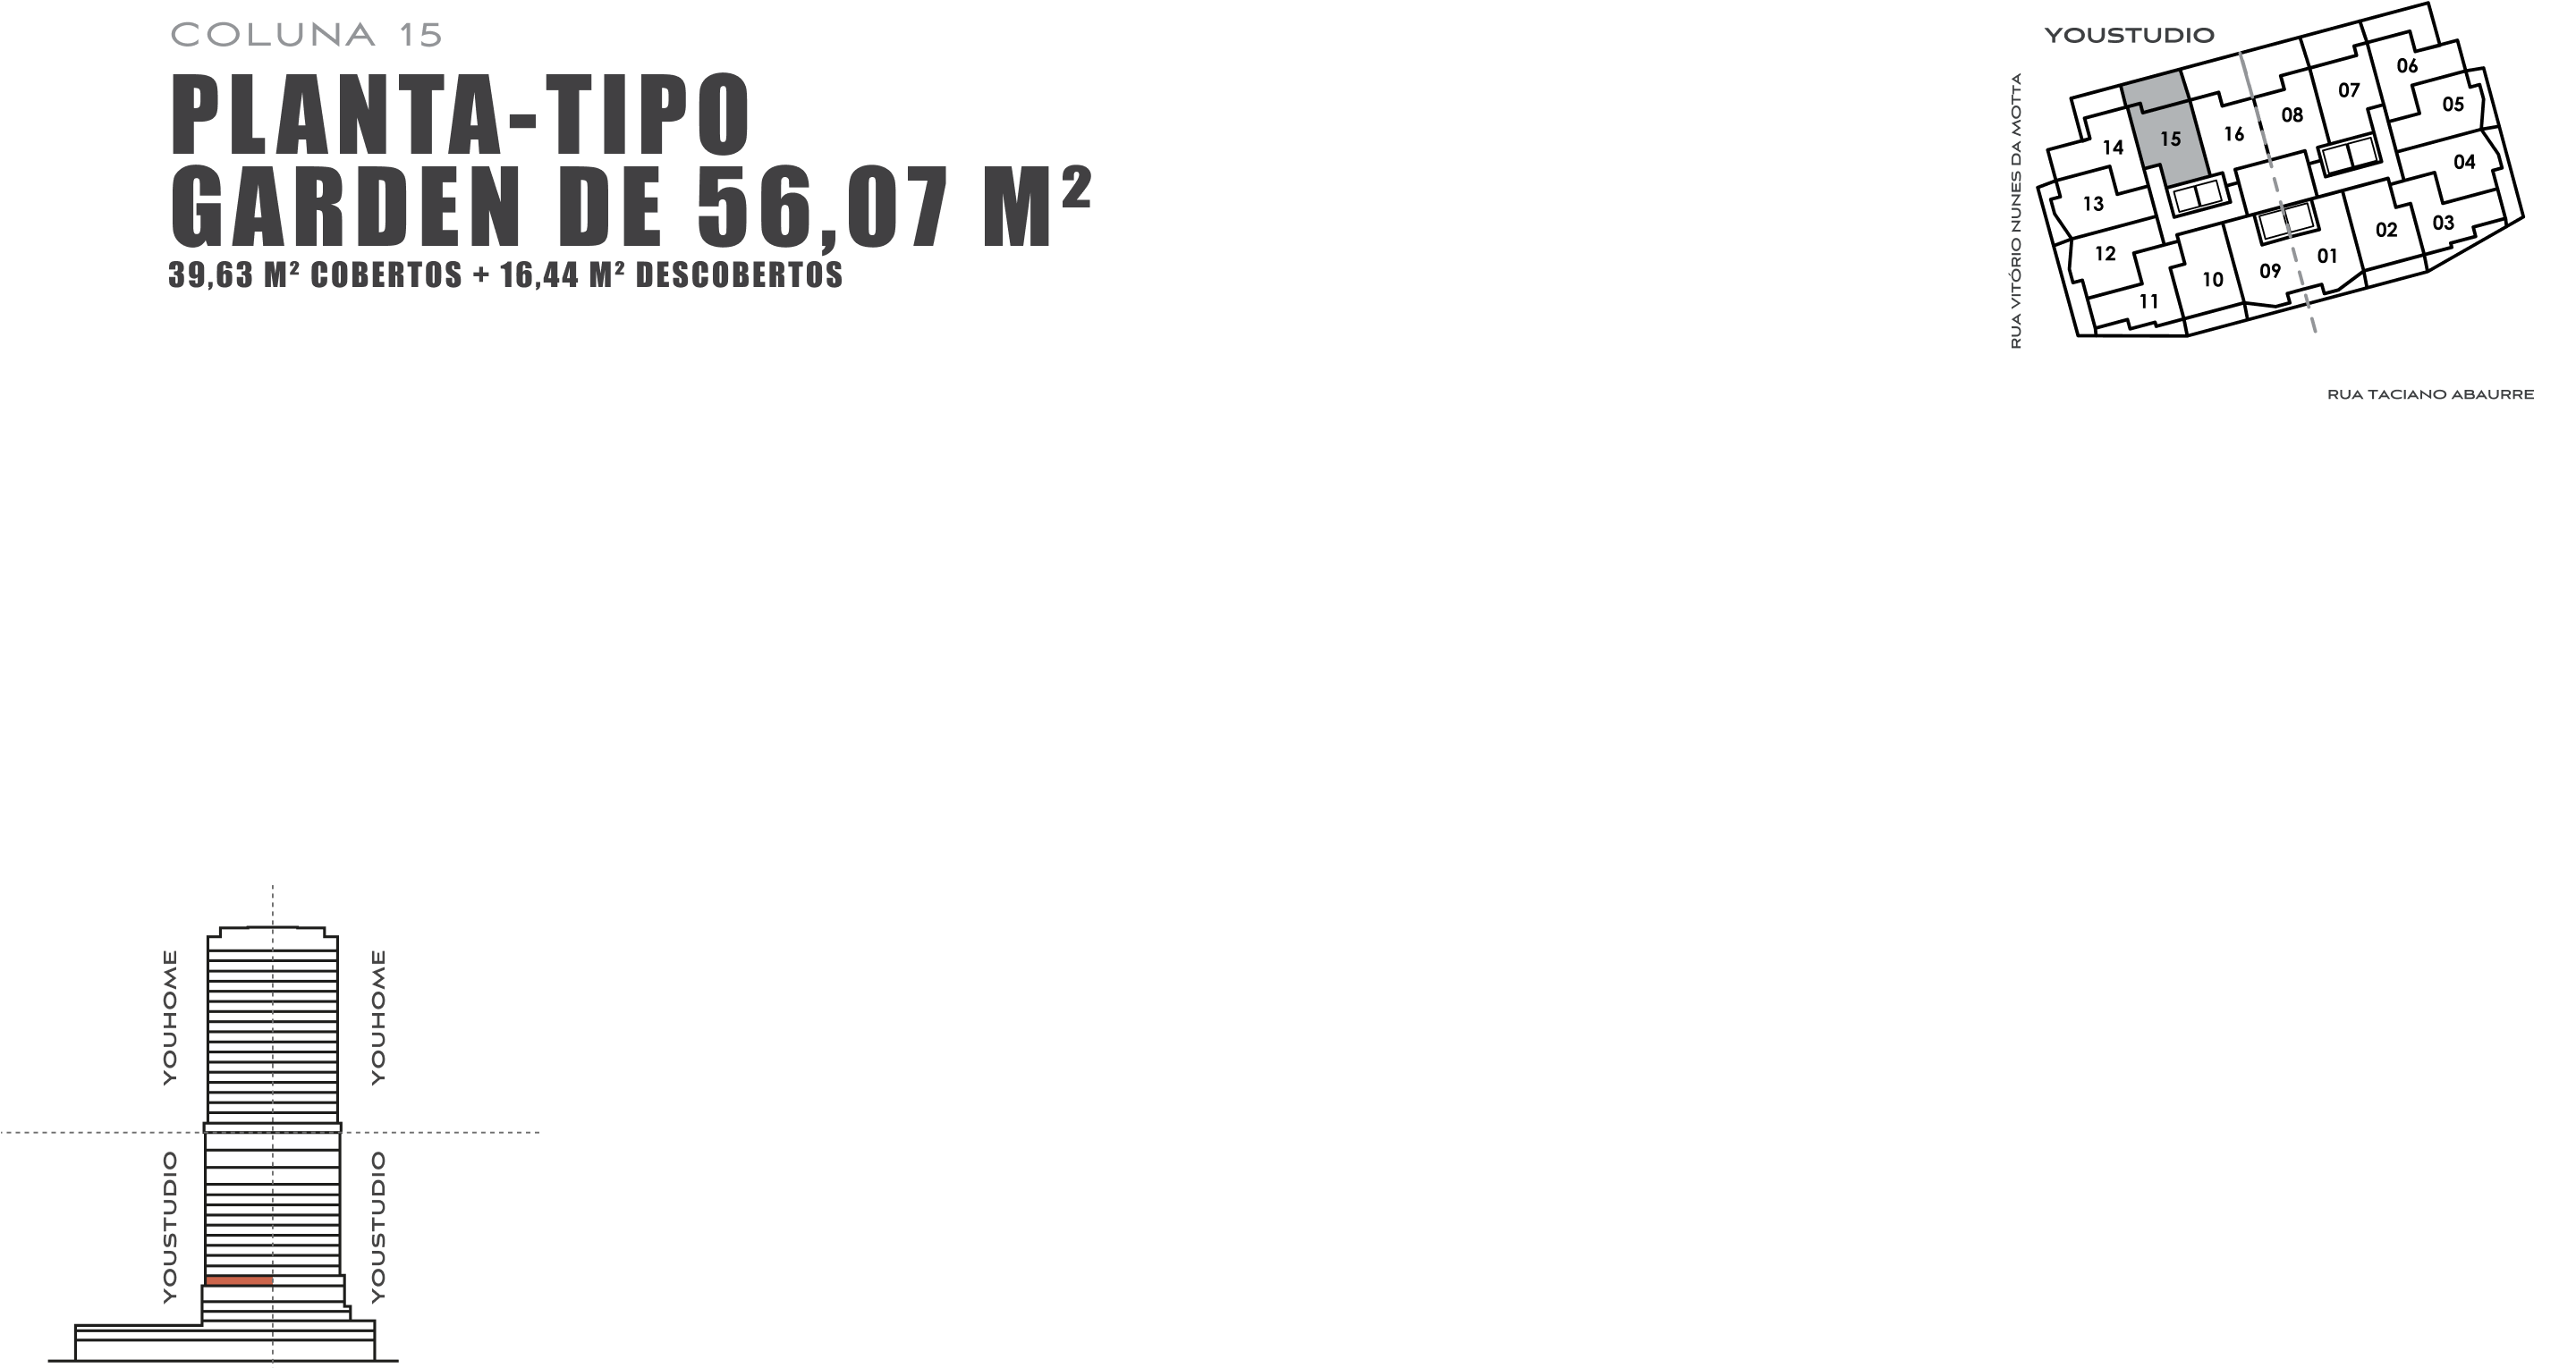 COLUNA 15
PLANTA-TIPO
GARDEN DE 56,07 M²
39,63 M² COBERTOS + 16,44 M² DESCOBERTOS
YOUSTUDIO
RUA VITÓRIO NUNES DA MOTTA
06
07
05
08
16
15
14
04
13
03
02
01
12
09
10
11
RUA TACIANO ABAURRE
YOUHOME
YOUHOME
YOUSTUDIO
YOUSTUDIO